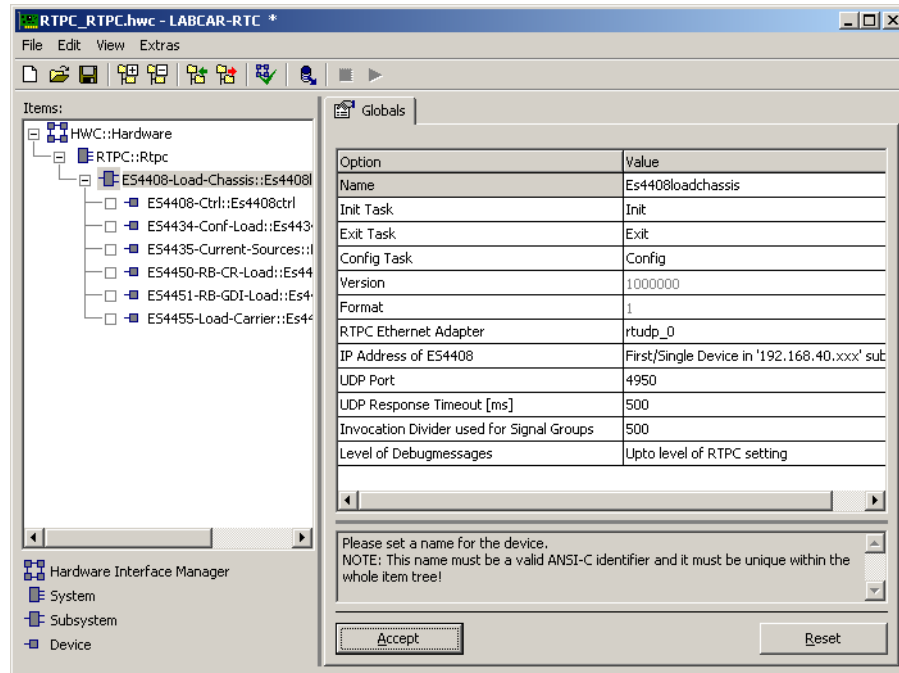 RTPC_RTPC.hwc - LABCAR-RTC *
File Edit View Extras
Items:
HWC::Hardware
RTPC::Rtpc
ES4408-Load-Chassis::Es4408l
ES4408-Ctrl::Es4408ctrl
ES4434-Conf-Load::Es443
ES4435-Current-Sources::
ES4450-RB-CR-Load::Es44
ES4451-RB-GDI-Load::Es4
ES4455-Load-Carrier::Es44
Hardware Interface Manager
System
Subsystem
Device
Globals
Option Value
Name Es4408loadchassis
Init Task Init
Exit Task Exit
Config Task Config
Version 1000000
Format 1
RTPC Ethernet Adapter rtudp_0
IP Address of ES4408 First/Single Device in '192.168.40.xxx' sub
UDP Port 4950
UDP Response Timeout [ms] 500
Invocation Divider used for Signal Groups 500
Level of Debugmessages Upto level of RTPC setting
Please set a name for the device.
NOTE: This name must be a valid ANSI-C identifier and it must be unique within the
whole item tree!
Accept Reset